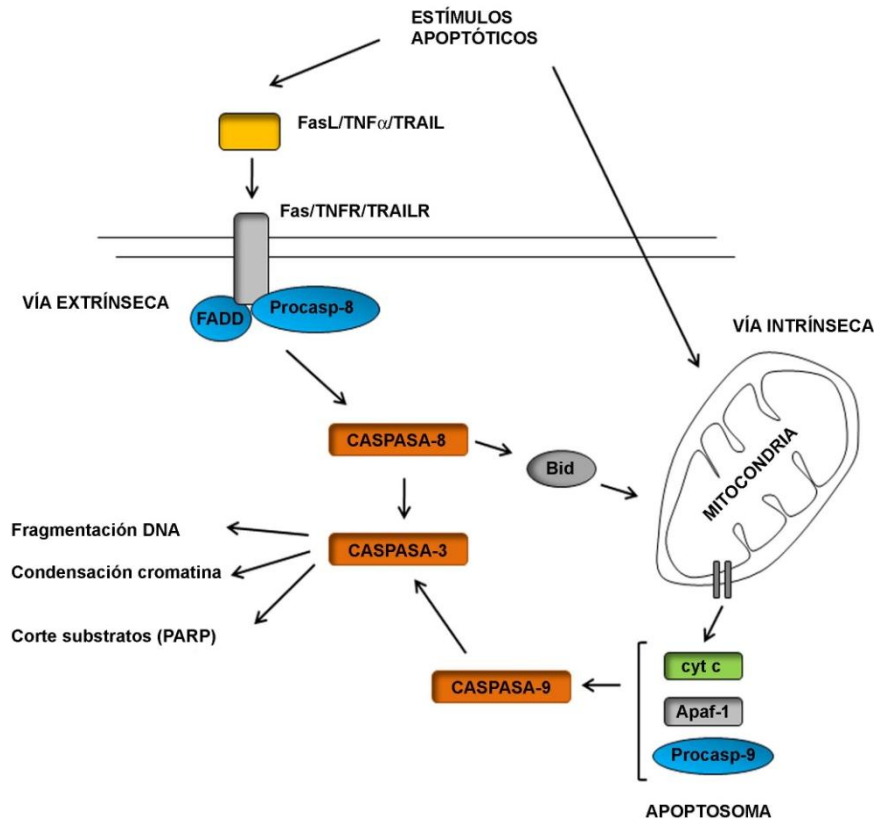 ESTÍMULOS
APOPTÓTICOS
FasL/TNFα/TRAIL
Fas/TNFR/TRAILR
VÍA EXTRÍNSECA
FADD
Procasp-8
VÍA INTRÍNSECA
MITOCONDRIA
CASPASA-8
Bid
Fragmentación DNA
CASPASA-3
Condensación cromatina
Corte substratos (PARP)
cyt c
CASPASA-9
Apaf-1
Procasp-9
APOPTOSOMA